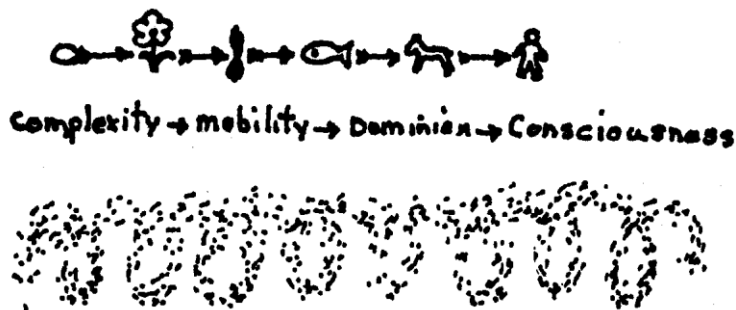 complexity → mobility → Dominion → Consciousness